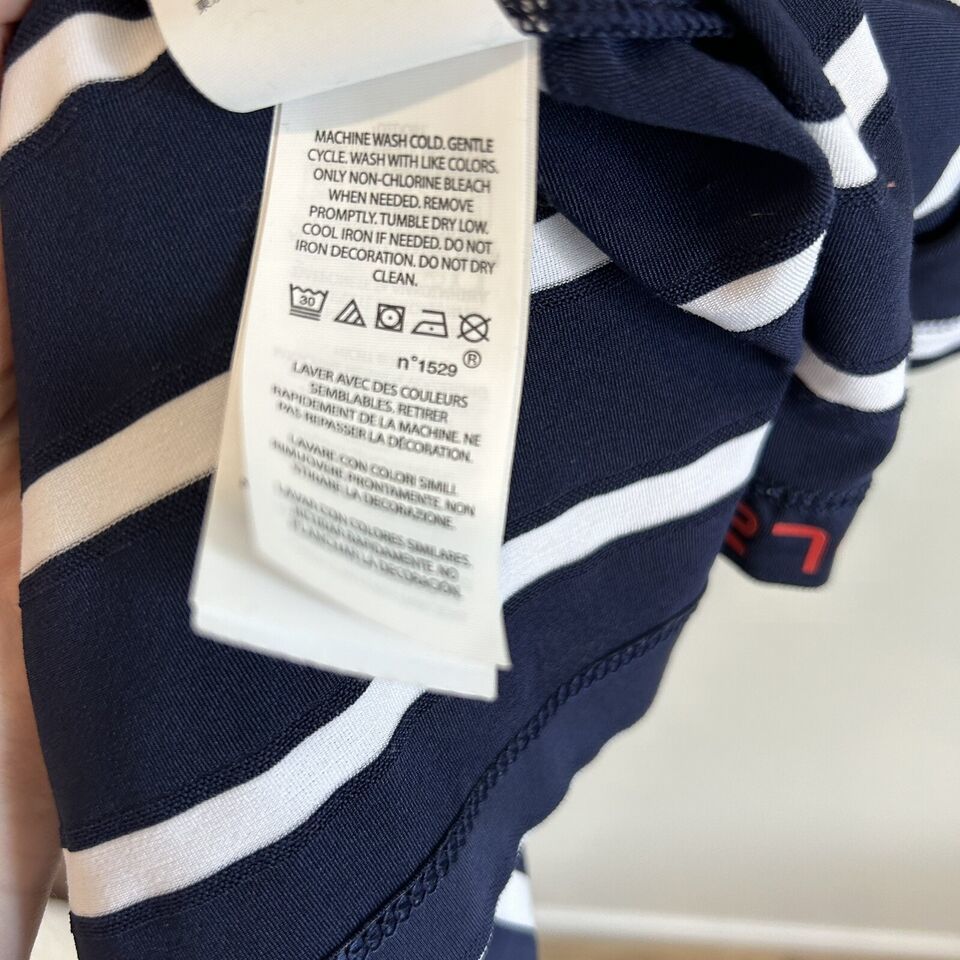 MACHINE WASH COLD. GENTLE
CYCLE. WASH WITH LIKE COLORS.
ONLY NON-CHLORINE BLEACH
WHEN NEEDED. REMOVE
PROMPTLY. TUMBLE DRY LOW.
COOL IRON IF NEEDED. DO NOT
IRON DECORATION. DO NOT DRY
CLEAN.
30
n°1529 ®
LAVER AVEC DES COULEURS
SEMBLABLES. RETIRER
RAPIDEMENT DE LA MACHINE. NE
PAS REPASSER LA DÉCORATION.
LAVARE CON COLORI SIMILI.
RIMUOVERE PRONTAMENTE. NON
STIRARE LA DECORAZIONE.
LAVAR CON COLORES SIMILARES.
RETIRAR RAPIDAMENTE. NO
PLANCHAR LA DECORACIÓN.
L